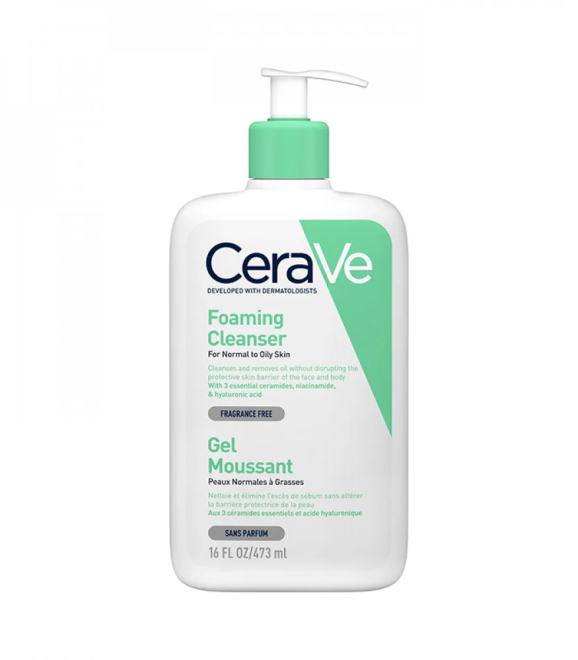 CeraVe
DEVELOPED WITH DERMATOLOGISTS
Foaming
Cleanser
For Normal to Oily Skin
Cleanses and removes oil without disrupting the
protective skin barrier of the face and body
With 3 essential ceramides, niacinamide,
& hyaluronic acid
FRAGRANCE FREE
Gel
Moussant
Peaux Normales à Grasses
Nettoie et élimine l'excès de sébum sans altérer
la barrière protectrice de la peau
Aux 3 céramides essentiels et acide hyaluronique
SANS PARFUM
16 FL OZ/473 ml